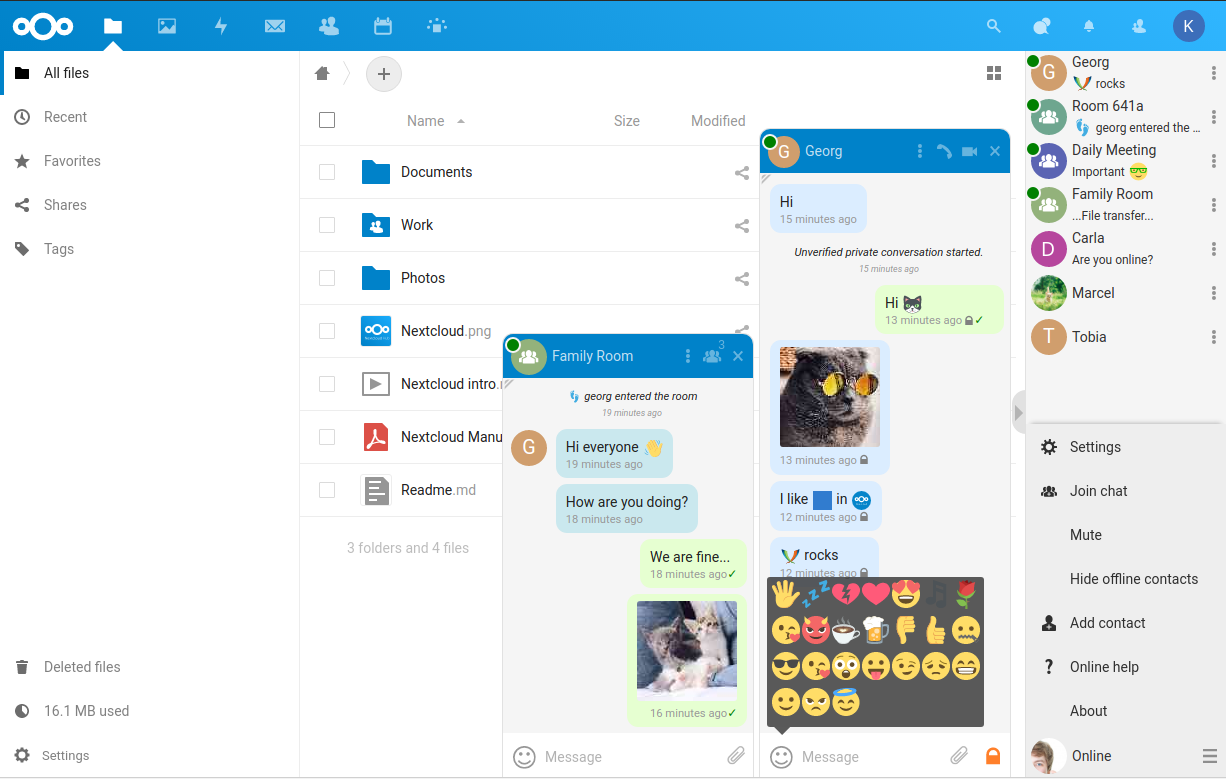 K
All files
Recent
Favorites
Shares
Tags
Deleted files
16.1 MB used
Settings
Name
Size
Modified
Documents
Work
Photos
Nextcloud.png
Nextcloud intro.
Nextcloud Manu
Readme.md
3 folders and 4 files
Family Room
3
georg entered the room
19 minutes ago
G
Hi everyone 👋
19 minutes ago
How are you doing?
18 minutes ago
We are fine...
18 minutes ago✓
16 minutes ago✓
Message
G
Georg
Hi
15 minutes ago
Unverified private conversation started.
15 minutes ago
Hi
13 minutes ago ✓
13 minutes ago
I like in
12 minutes ago
rocks
12 minutes ago
Message
G
Georg
rocks
Room 641a
georg entered the ...
Daily Meeting
Important
Family Room
...File transfer...
D
Carla
Are you online?
Marcel
T
Tobia
Settings
Join chat
Mute
Hide offline contacts
Add contact
? Online help
About
Online